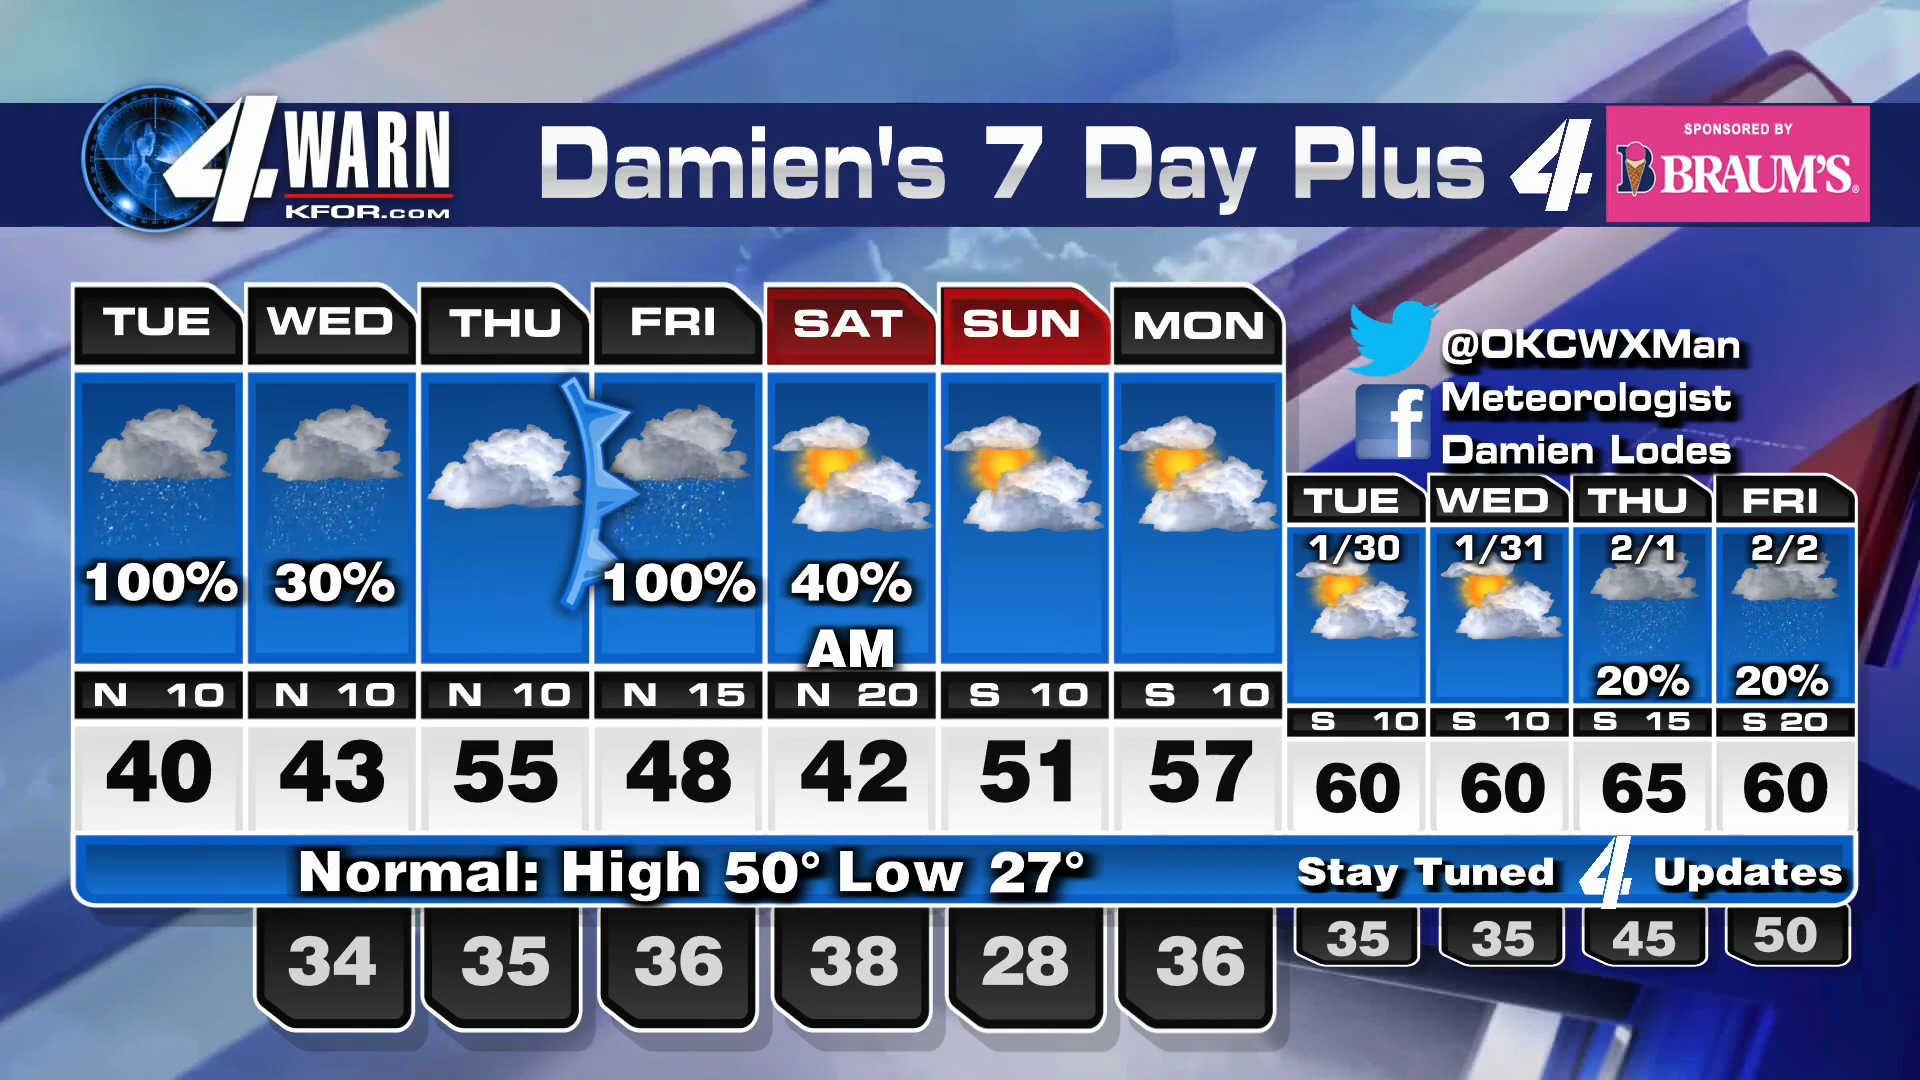 4WARN
KFOR.COM
Damien's 7 Day Plus 4
SPONSORED BY
BRAUM'S
TUE WED THU FRI SAT SUN MON
@OKCWXMan
Meteorologist
Damien Lodes
TUE WED THU FRI
1/30 1/31 2/1 2/2
100% 30% 100% 40%
AM
20% 20%
N 10 N 10 N 10 N 15 N 20 S 10 S 10
S 10 S 10 S 15 S 20
40 43 55 48 42 51 57
60 60 65 60
Normal: High 50° Low 27°
Stay Tuned 4 Updates
34 35 36 38 28 36
35 35 45 50